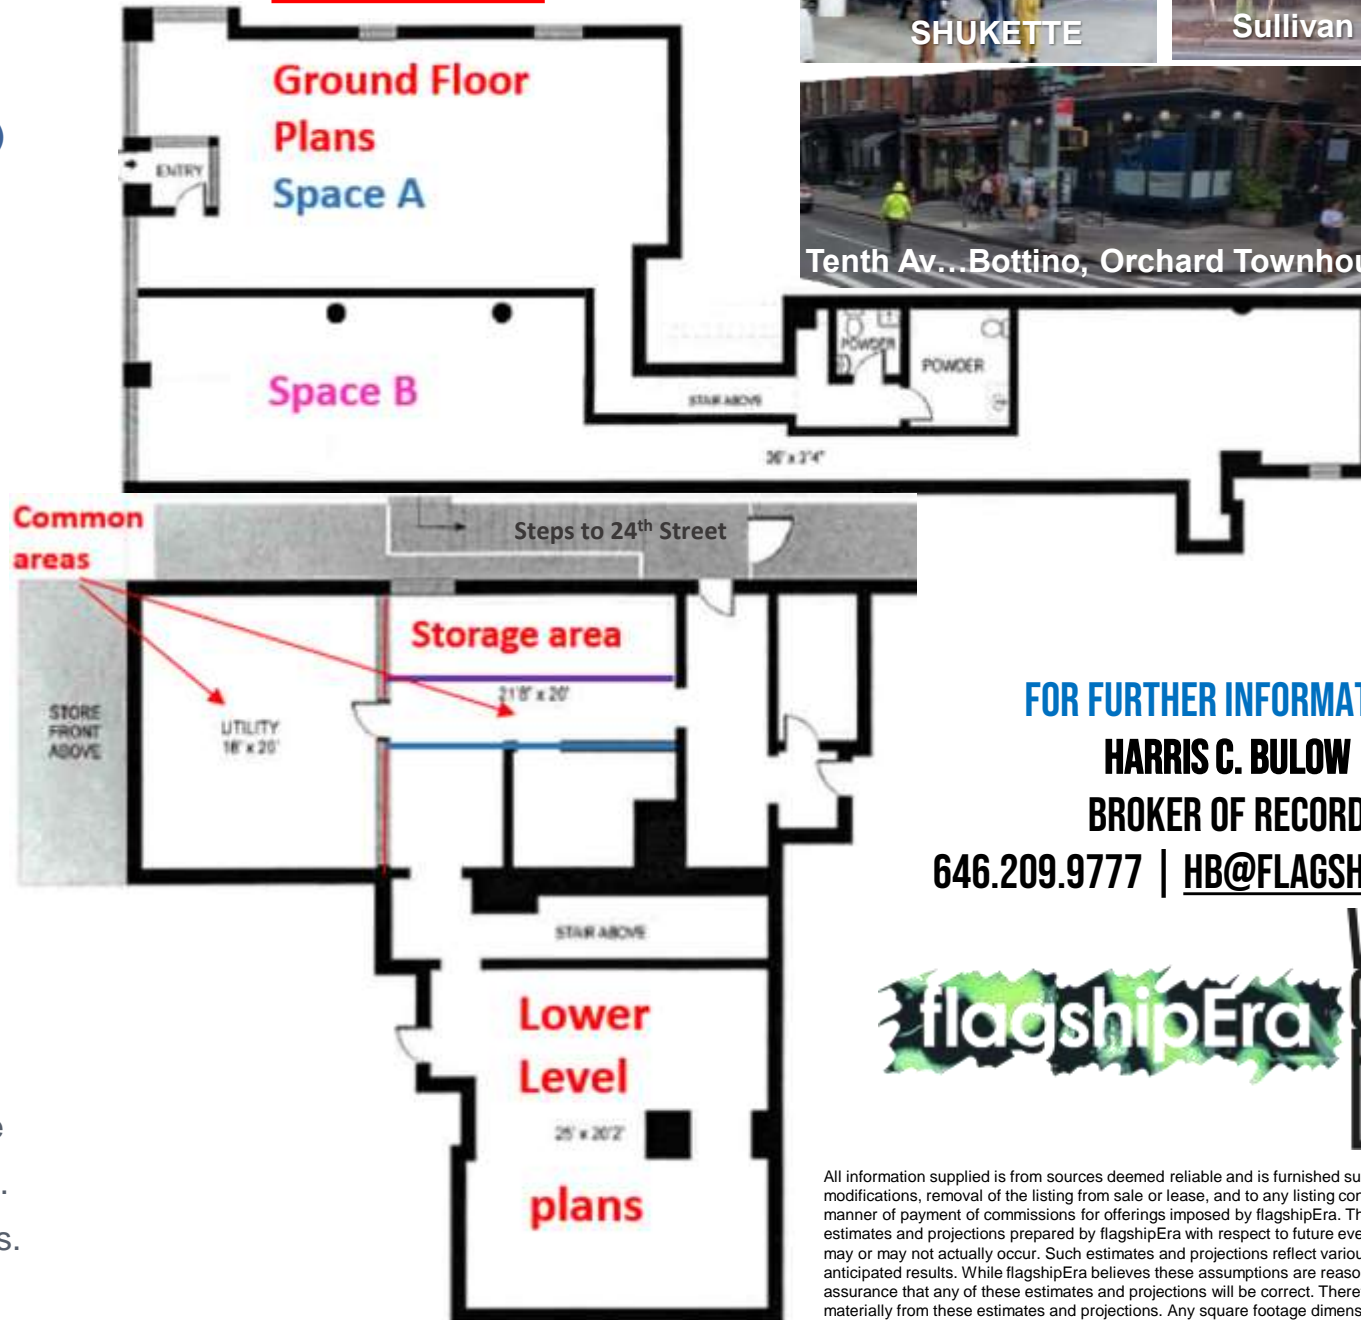 SHUKETTE
Sullivan
Ground Floor
Plans
Space A
ENTRY
Tenth Av…Bottino, Orchard Townhou
Space B
POWDER
POWDER
STAIR ABOVE
Common
areas
Steps to 24th Street
Storage area
21'8" x 20'
STORE
FRONT
ABOVE
UTILITY
18' x 20'
FOR FURTHER INFORMAT
HARRIS C. BULOW
BROKER OF RECORD
646.209.9777 | HB@FLAGSH
STAIR ABOVE
flagshipEra
Lower
Level
25' x 20'2"
plans
e
.
s.
All information supplied is from sources deemed reliable and is furnished su
modifications, removal of the listing from sale or lease, and to any listing con
manner of payment of commissions for offerings imposed by flagshipEra. Th
estimates and projections prepared by flagshipEra with respect to future eve
may or may not actually occur. Such estimates and projections reflect variou
anticipated results. While flagshipEra believes these assumptions are reaso
assurance that any of these estimates and projections will be correct. There
materially from these estimates and projections. Any square footage dimens